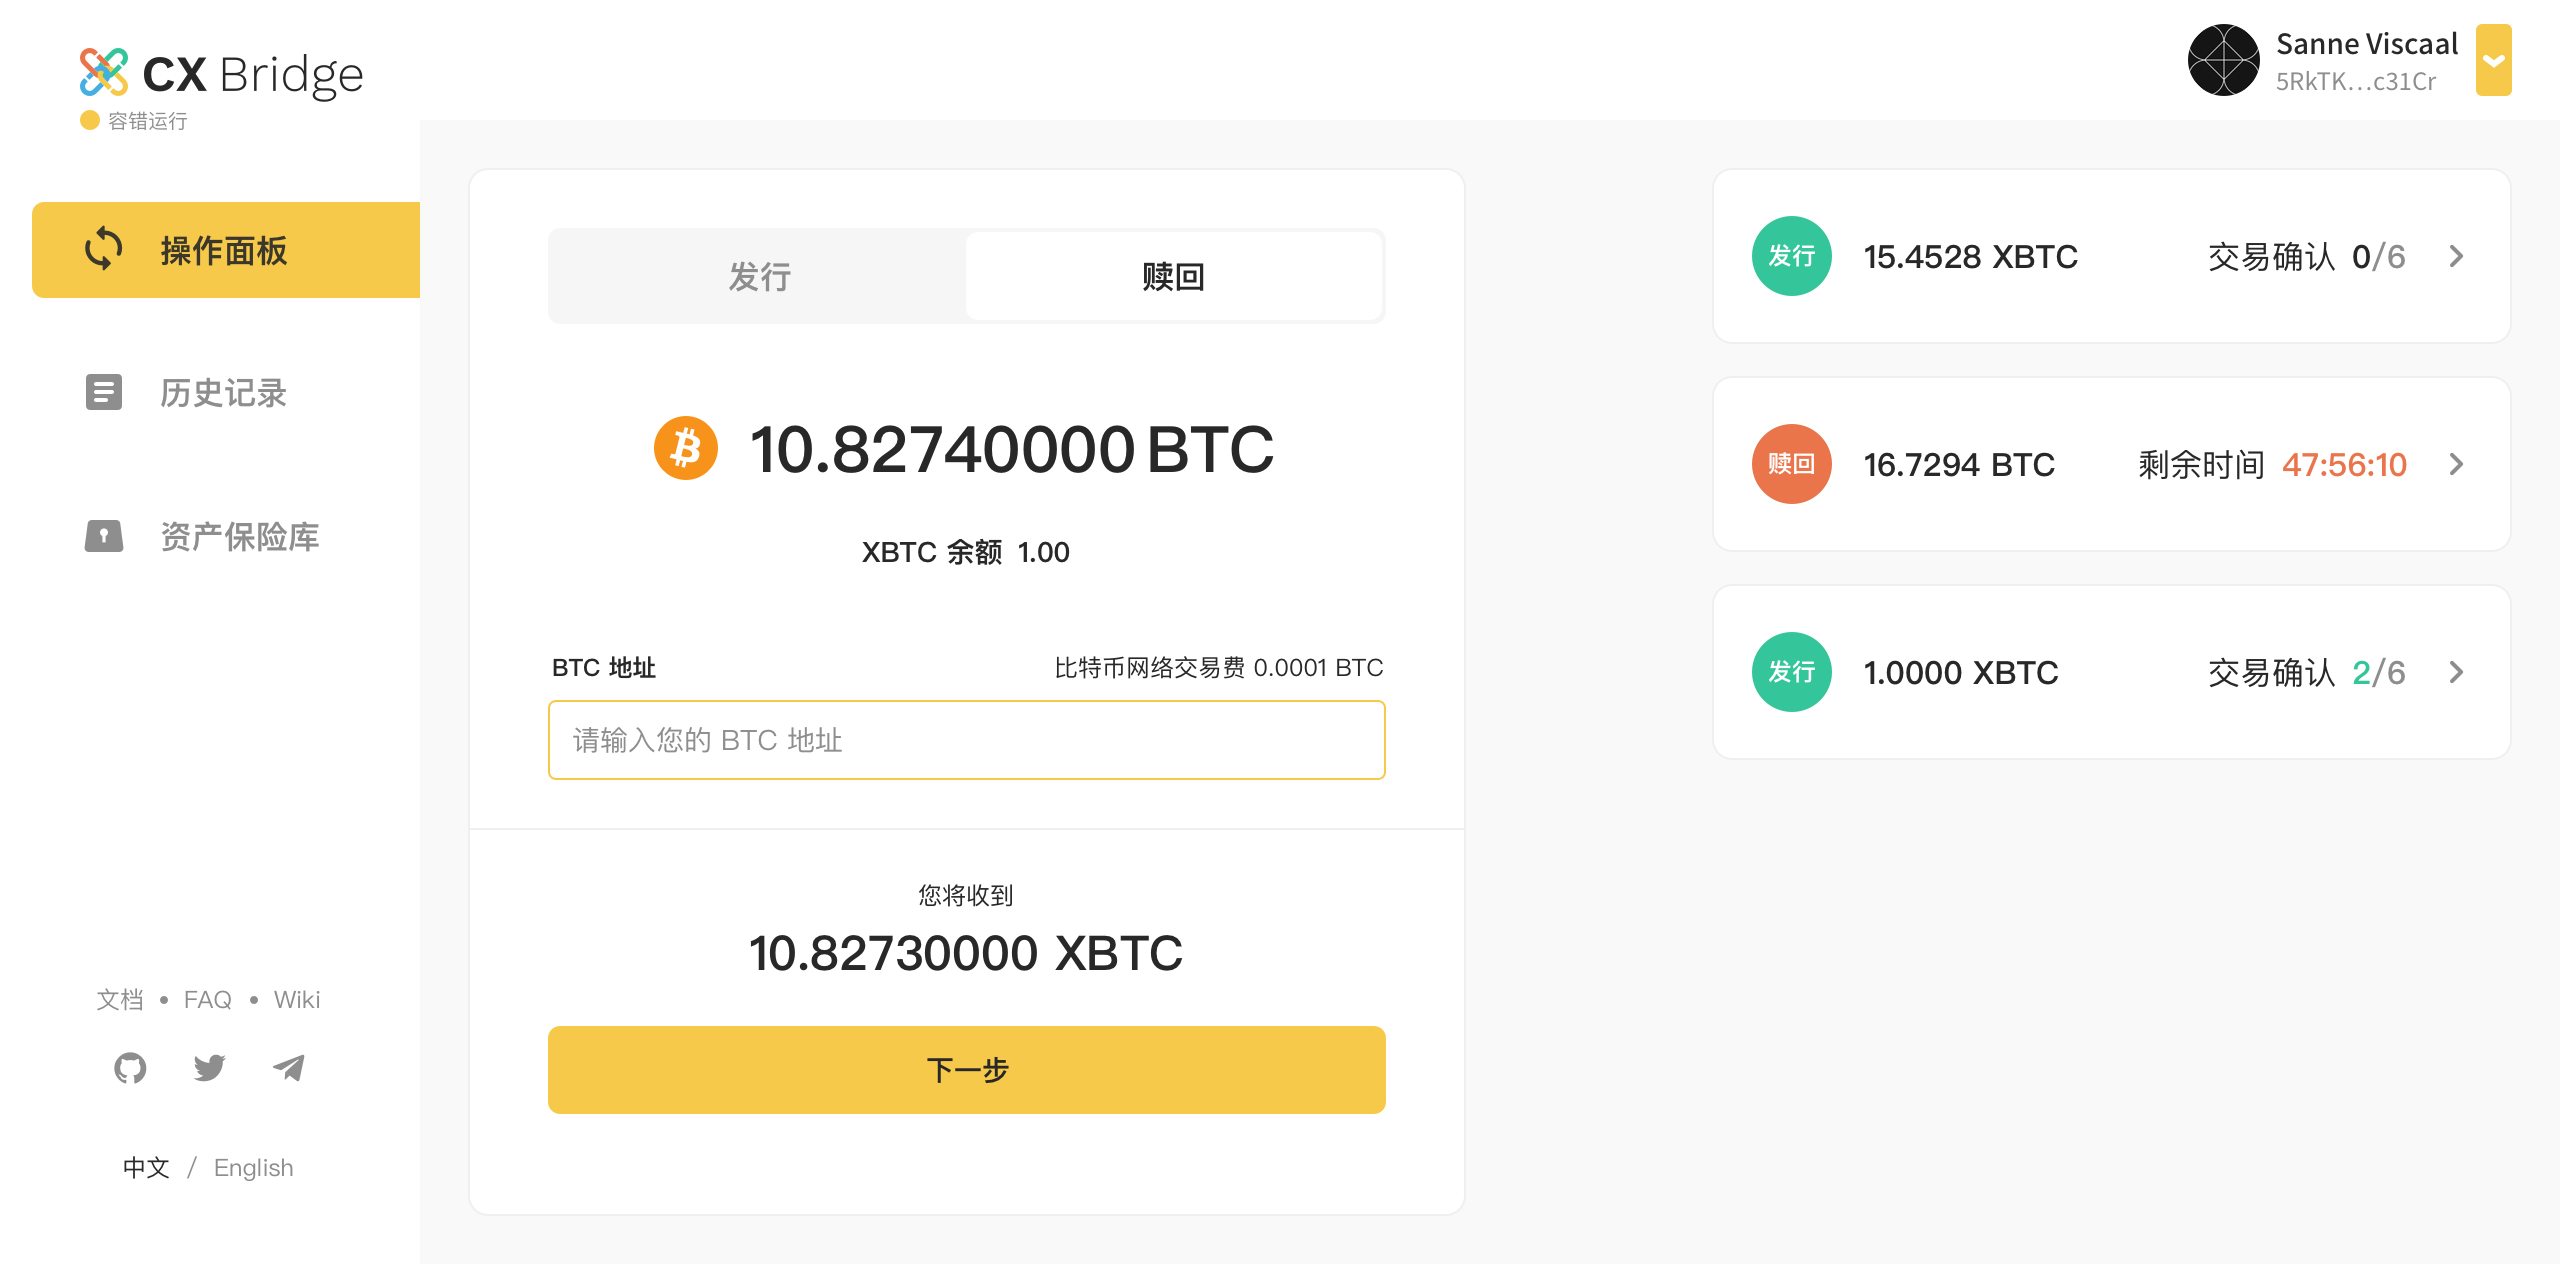 CX Bridge
容错运行
操作面板
历史记录
资产保险库
文档 • FAQ • Wiki
中文 / English
Sanne Viscaal
5RkTK...c31Cr
发行 赎回
10.82740000 BTC
XBTC 余额 1.00
BTC 地址 比特币网络交易费 0.0001 BTC
请输入您的 BTC 地址
您将收到
10.82730000 XBTC
下一步
发行 15.4528 XBTC 交易确认 0/6
赎回 16.7294 BTC 剩余时间 47:56:10
发行 1.0000 XBTC 交易确认 2/6